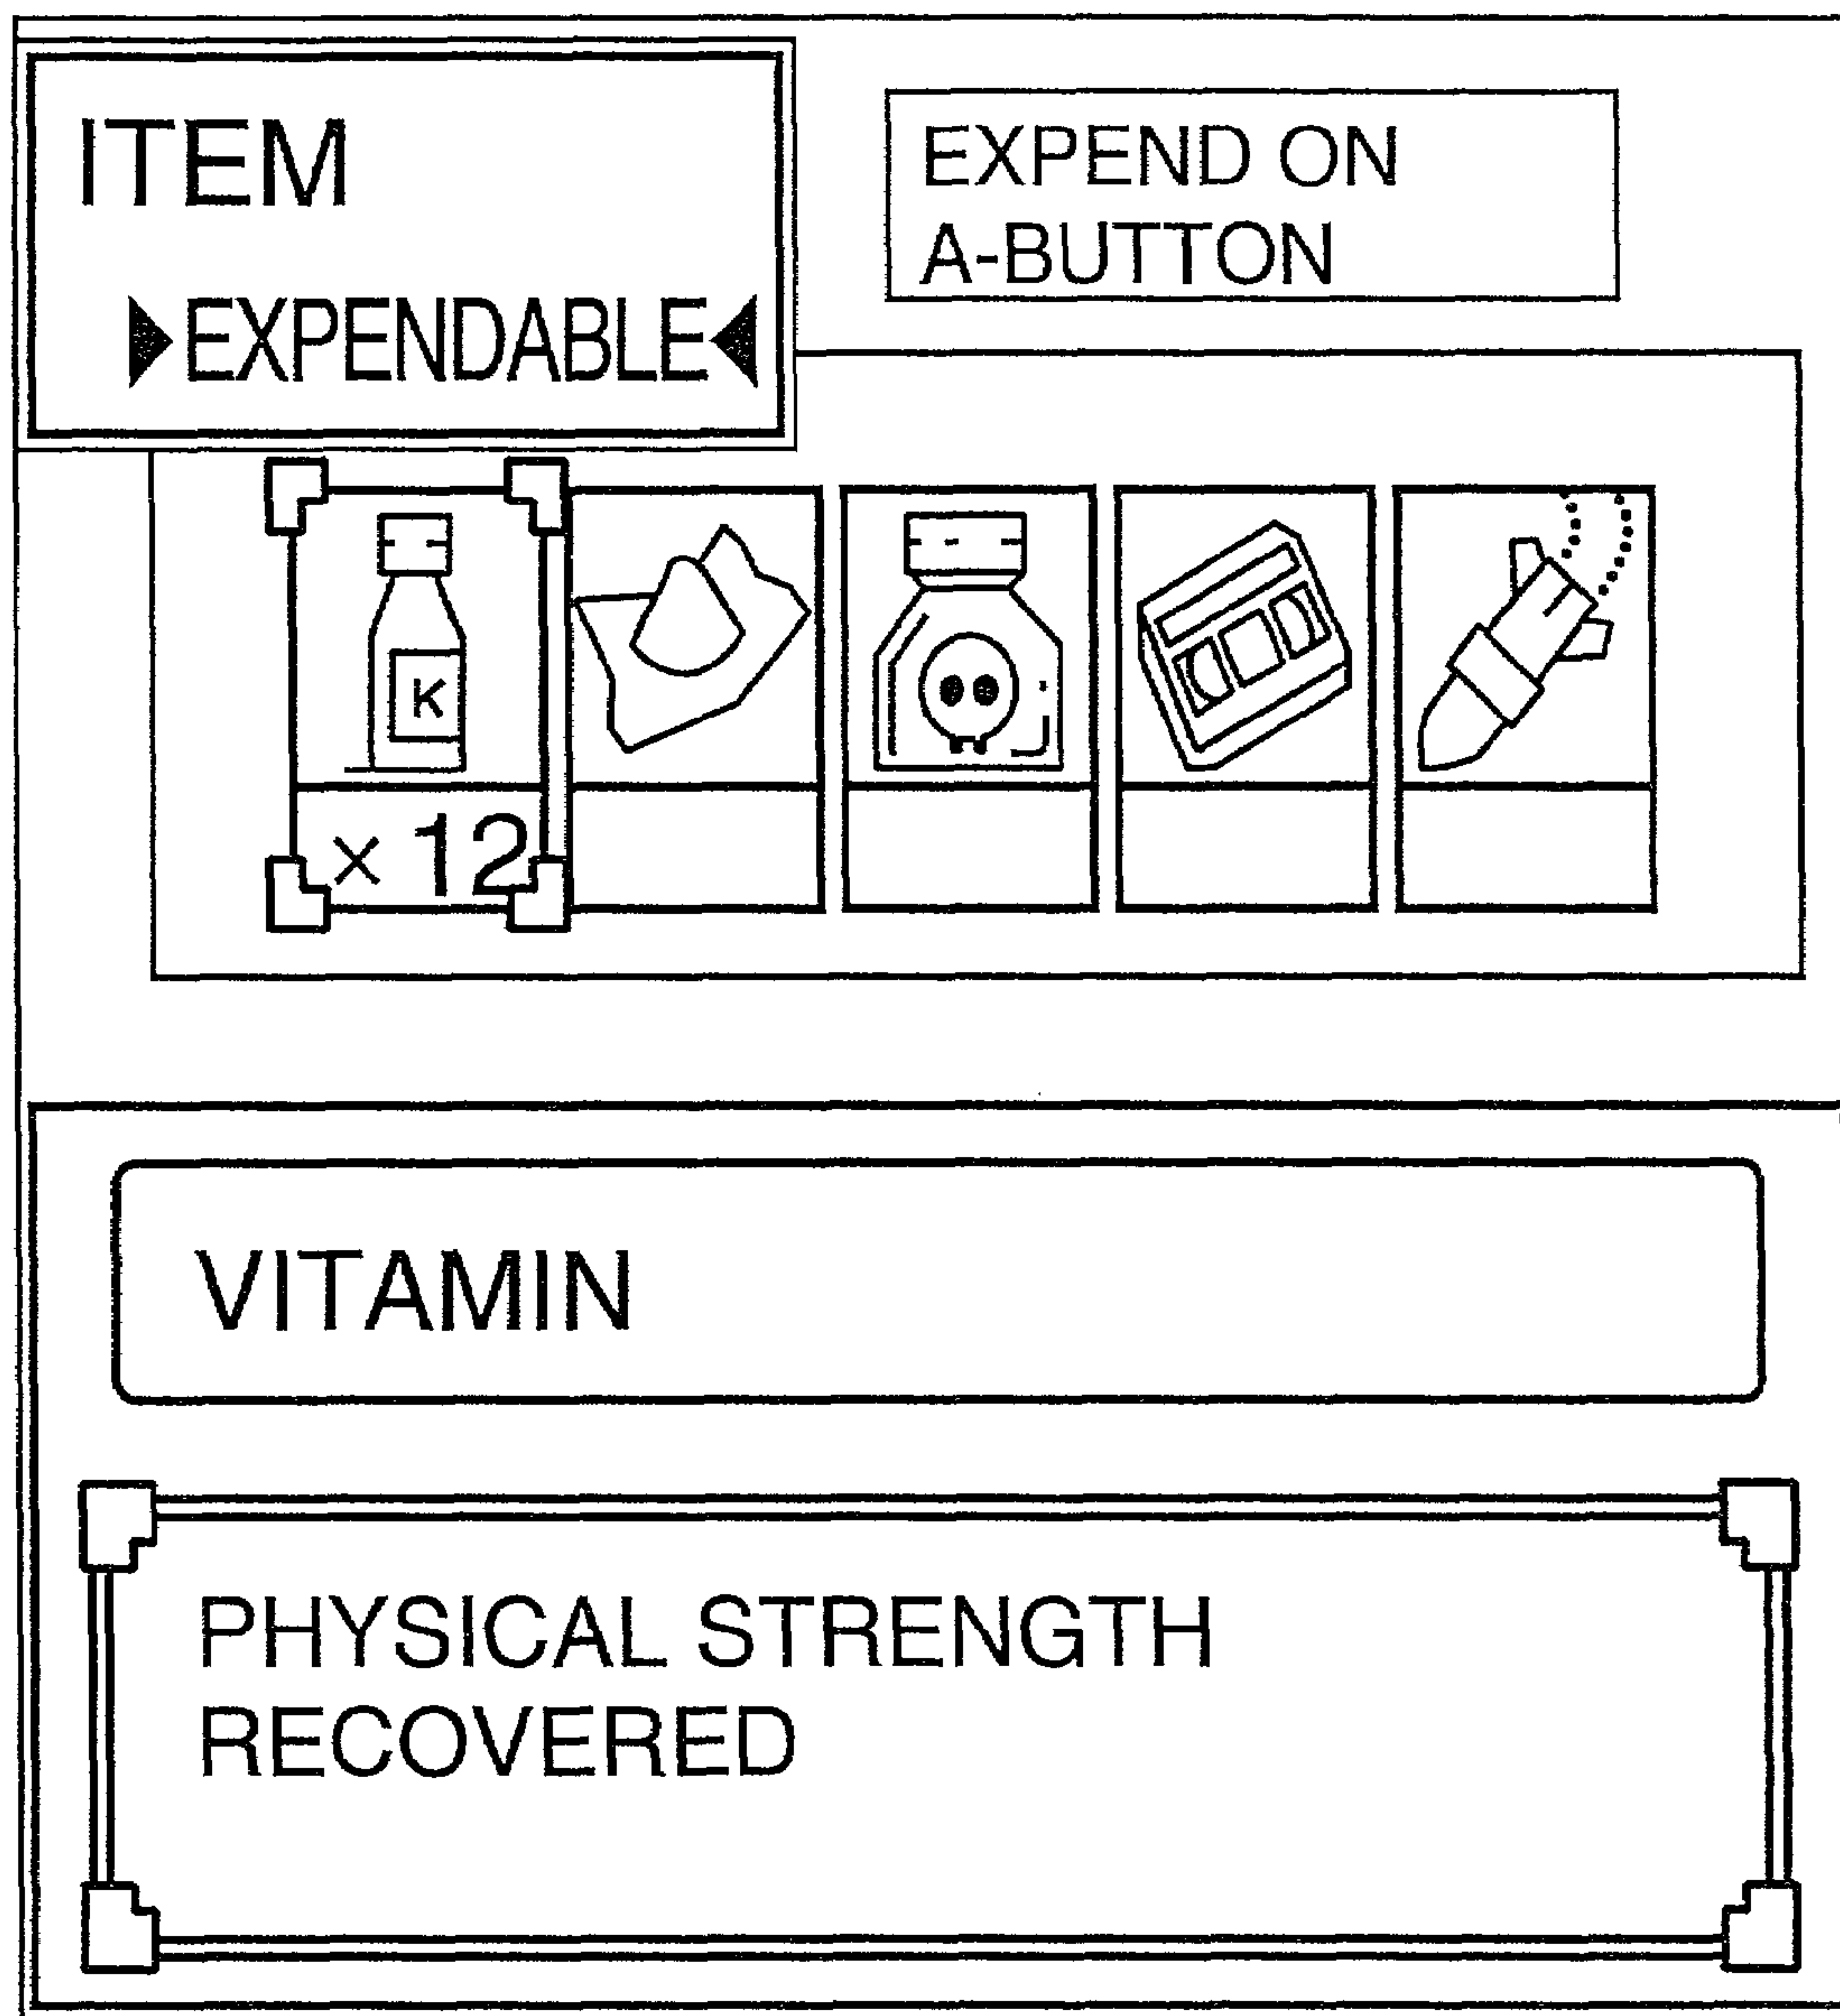 ITEM
▶EXPENDABLE◀
EXPEND ON
A-BUTTON
K
× 12
VITAMIN
PHYSICAL STRENGTH
RECOVERED